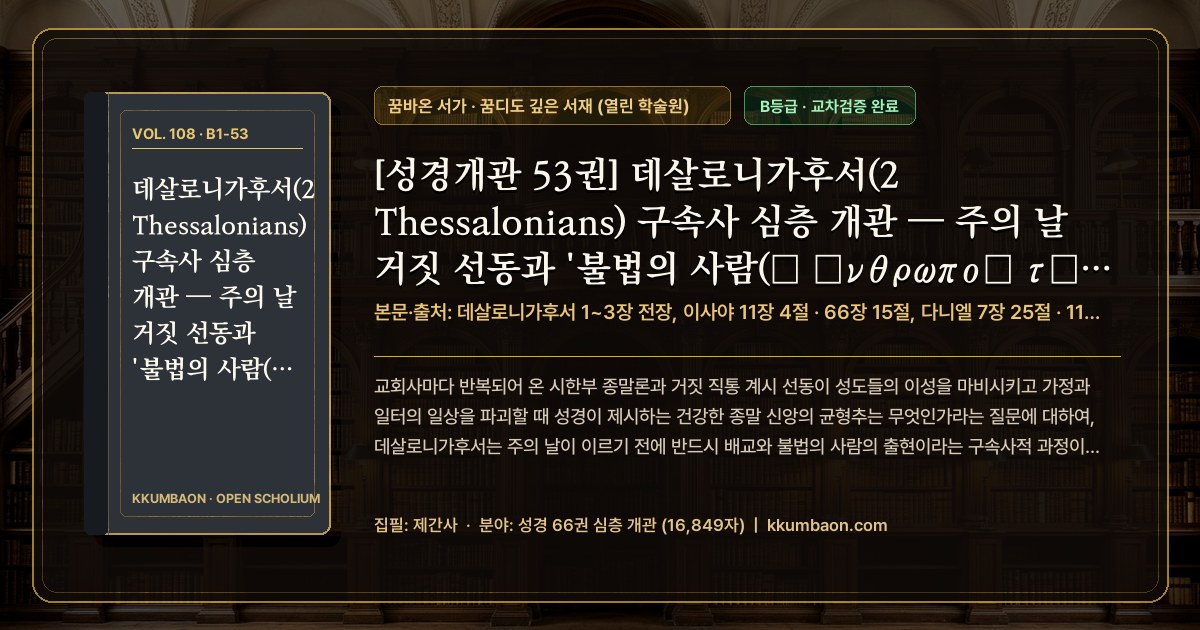 VOL. 108 · B1-53
데살로니가후서(2
Thessalonians)
구속사 심층
개관 — 주의 날
거짓 선동과
'불법의 사람(…
KKUMBAON · OPEN SCHOLIUM
꿈바온 서가 · 꿈디도 깊은 서재 (열린 학술원)
B등급 · 교차검증 완료
[성경개관 53권] 데살로니가후서(2
Thessalonians) 구속사 심층 개관 — 주의 날
거짓 선동과 '불법의 사람(□ □νθρωπο□ τ□…
본문·출처: 데살로니가후서 1~3장 전장, 이사야 11장 4절 · 66장 15절, 다니엘 7장 25절 · 11...
교회사마다 반복되어 온 시한부 종말론과 거짓 직통 계시 선동이 성도들의 이성을 마비시키고 가정과
일터의 일상을 파괴할 때 성경이 제시하는 건강한 종말 신앙의 균형추는 무엇인가라는 질문에 대하여,
데살로니가후서는 주의 날이 이르기 전에 반드시 배교와 불법의 사람의 출현이라는 구속사적 과정이...
집필: 제간사 · 분야: 성경 66권 심층 개관 (16,849자) | kkumbaon.com